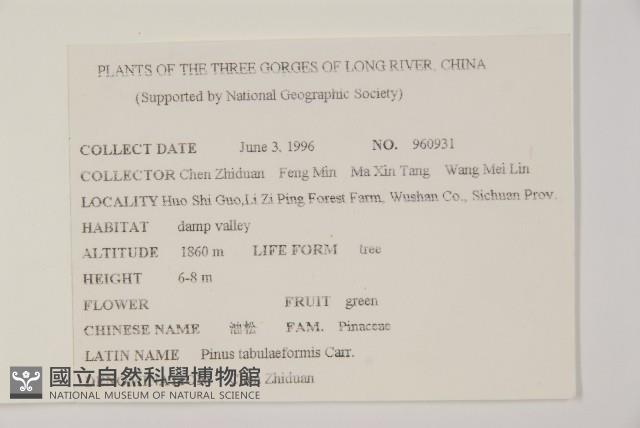 PLANTS OF THE THREE GORGES OF LONG RIVER, CHINA
(Supported by National Geographic Society)
COLLECT DATE June 3, 1996 NO. 960931
COLLECTOR Chen Zhiduan Feng Min Ma Xin Tang Wang Mei Lin
LOCALITY Huo Shi Guo,Li Zi Ping Forest Farm, Wushan Co., Sichuan Prov.
HABITAT damp valley
ALTITUDE 1860 m LIFE FORM tree
HEIGHT 6-8 m
FLOWER FRUIT green
CHINESE NAME 油松 FAM. Pinaceae
LATIN NAME Pinus tabulaeformis Carr.
Zhiduan
國立自然科學博物館
NATIONAL MUSEUM OF NATURAL SCIENCE